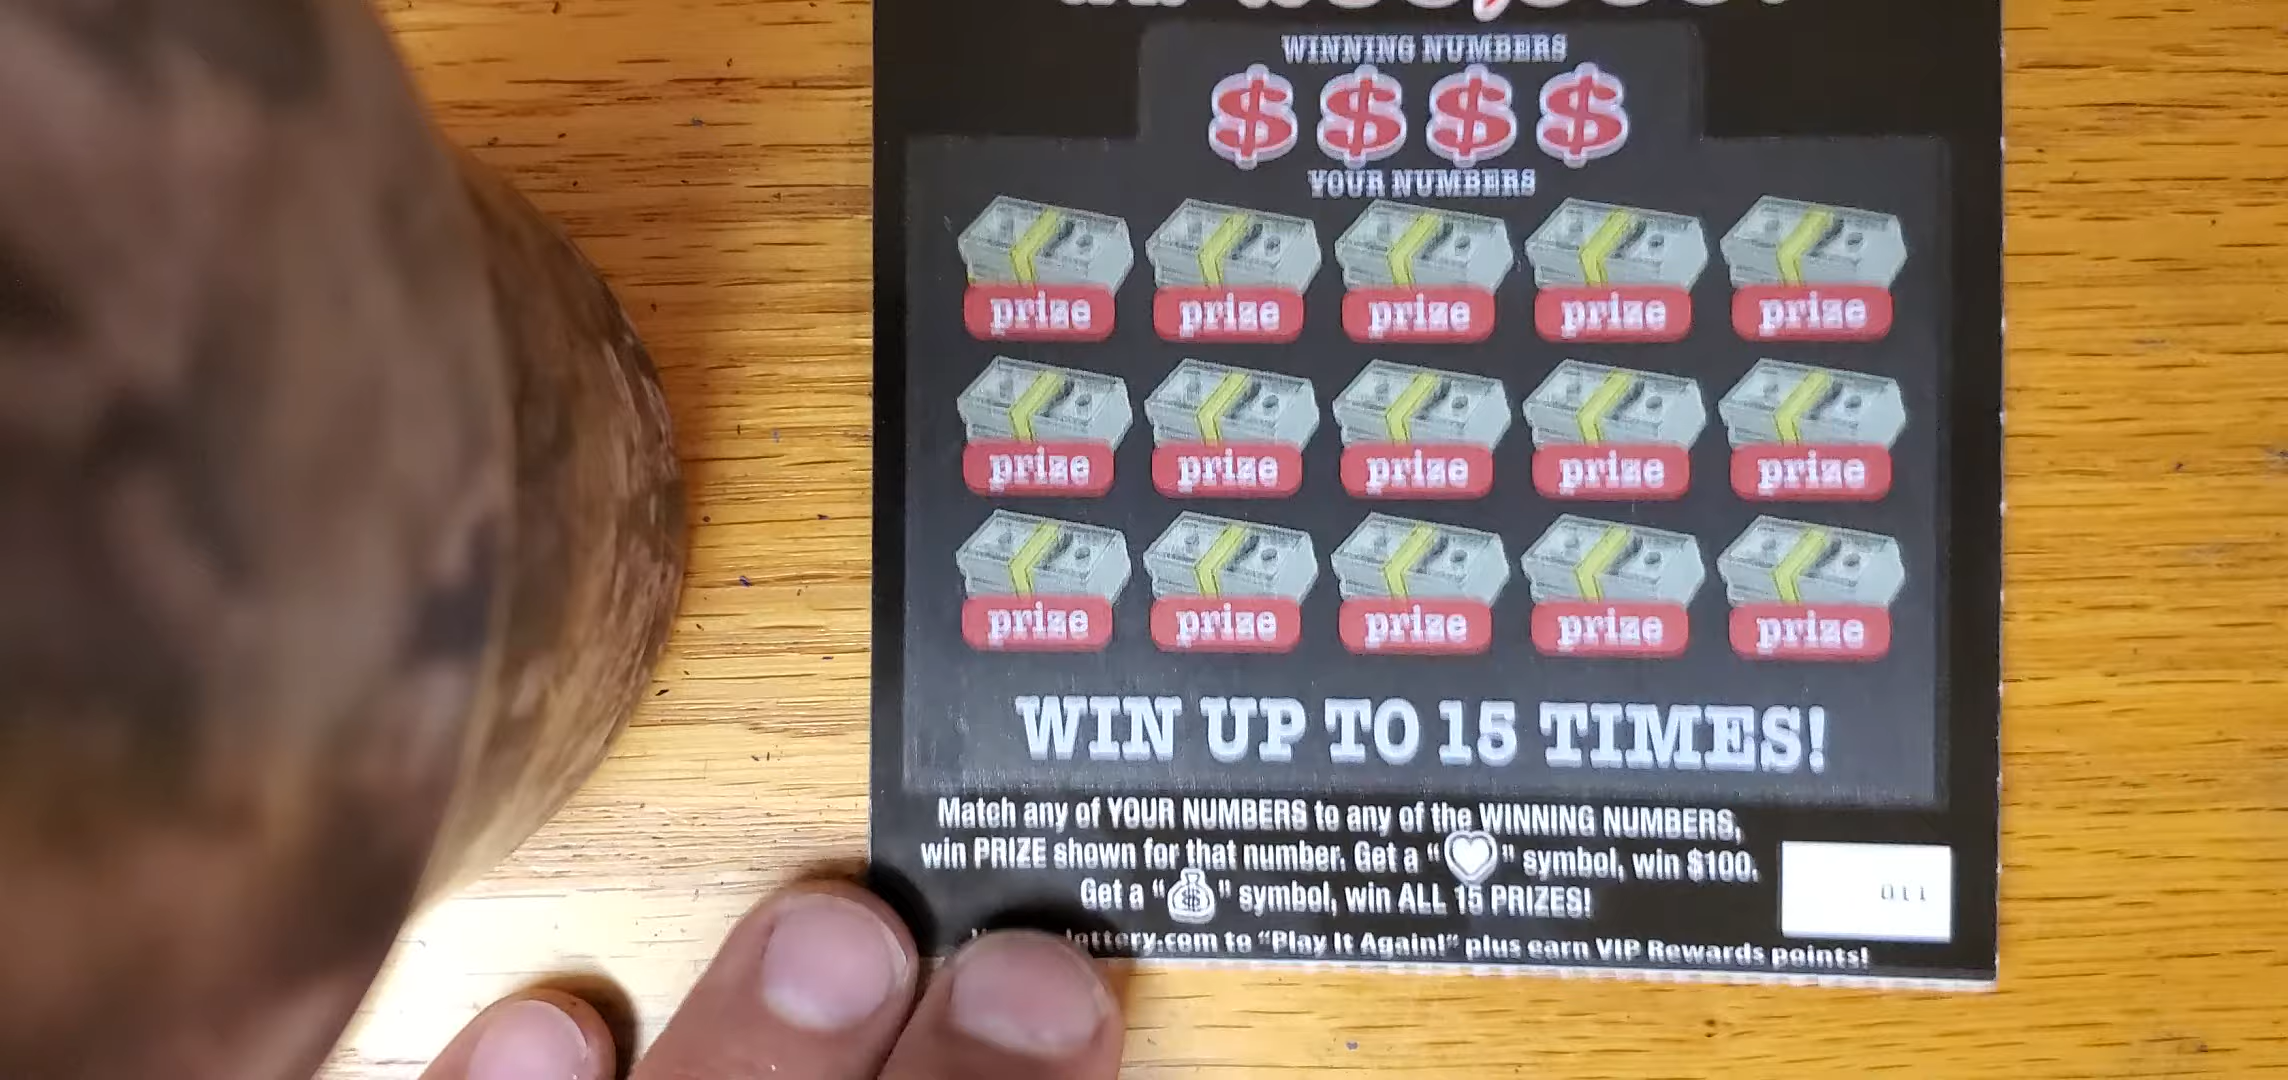 WINNING NUMBERS
$ $ $ $
YOUR NUMBERS
prize prize prize prize prize
prize prize prize prize prize
prize prize prize prize prize
WIN UP TO 15 TIMES!
Match any of YOUR NUMBERS to any of the WINNING NUMBERS,
win PRIZE shown for that number. Get a "♡" symbol, win $100.
Get a "💰" symbol, win ALL 15 PRIZES!
011
lottery.com to "Play It Again!" plus earn VIP Rewards points!